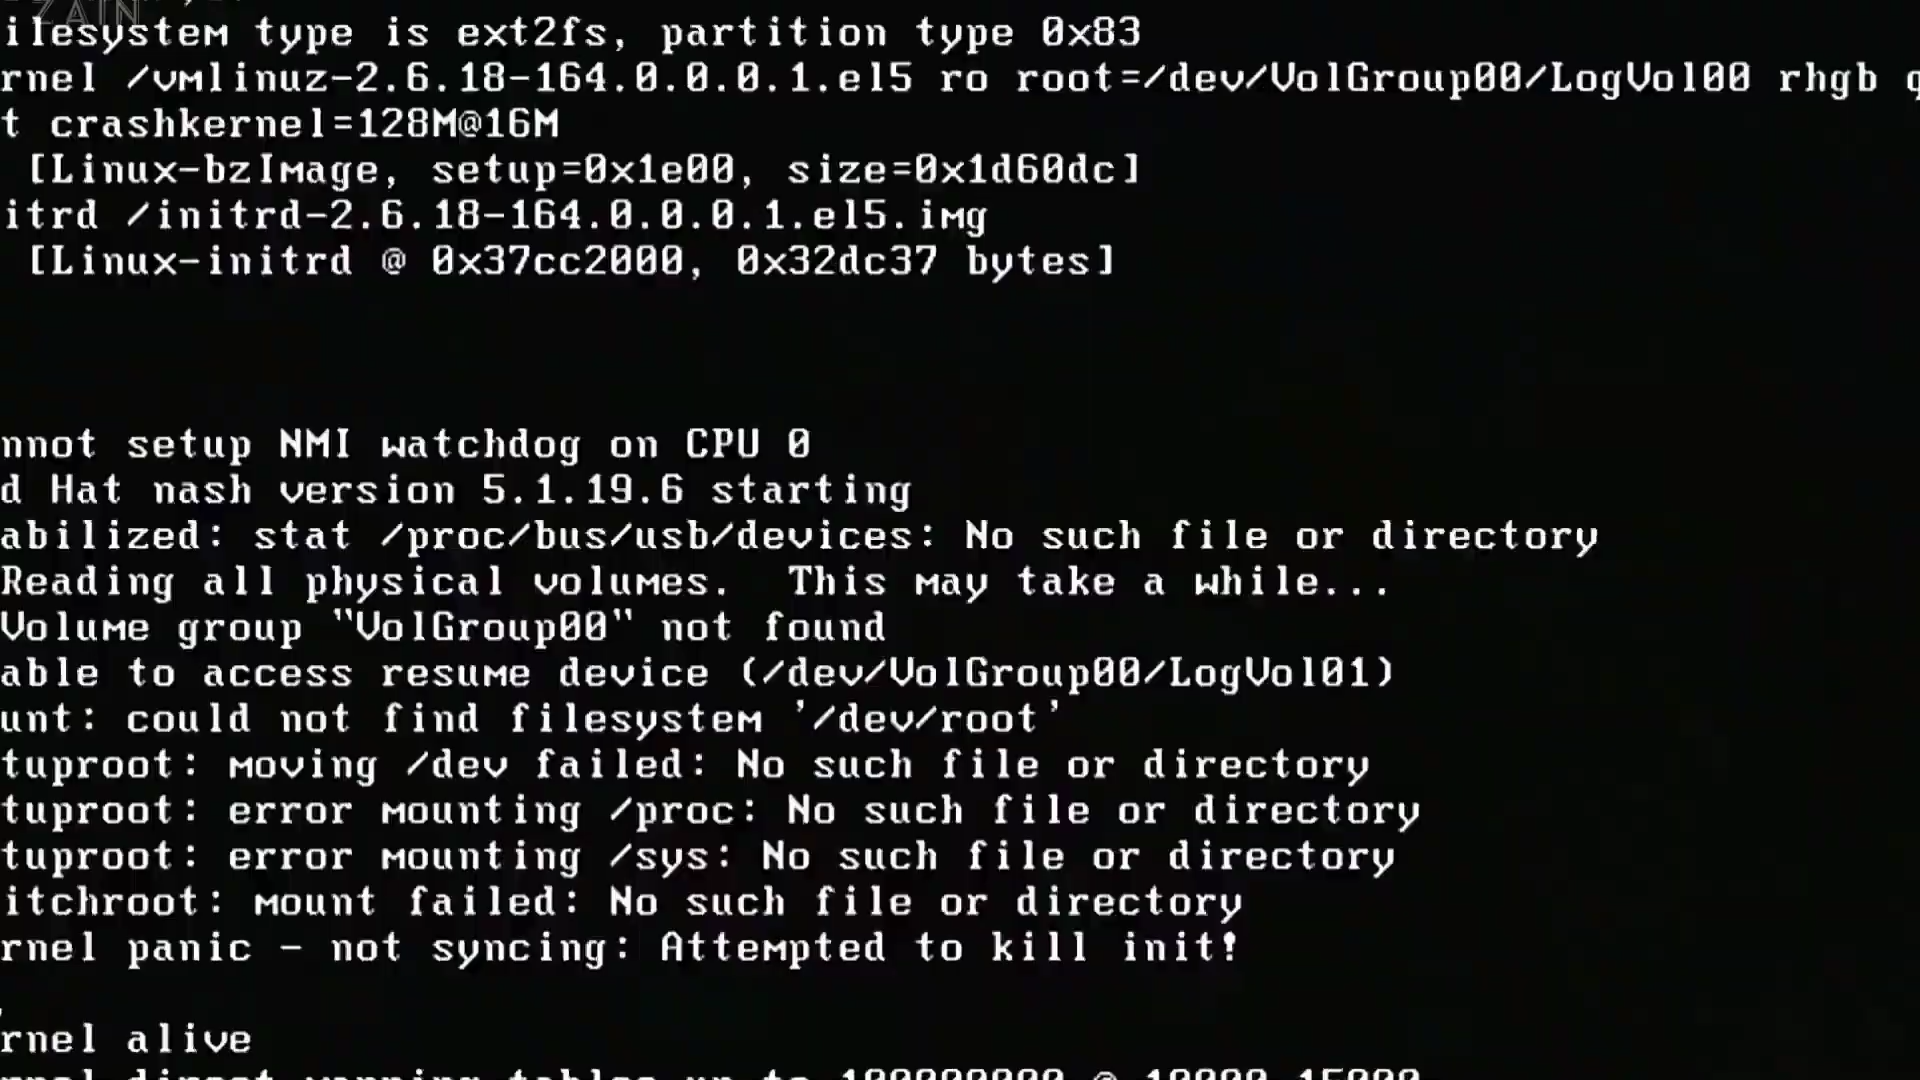 ZAIN
ilesystem type is ext2fs, partition type 0x83
rnel /vmlinuz-2.6.18-164.0.0.0.1.el5 ro root=/dev/VolGroup00/LogVol00 rhgb q
t crashkernel=128M@16M
[Linux-bzImage, setup=0x1e00, size=0x1d60dc]
itrd /initrd-2.6.18-164.0.0.0.1.el5.img
[Linux-initrd @ 0x37cc2000, 0x32dc37 bytes]
nnot setup NMI watchdog on CPU 0
d Hat nash version 5.1.19.6 starting
abilized: stat /proc/bus/usb/devices: No such file or directory
Reading all physical volumes.  This may take a while...
Volume group "VolGroup00" not found
able to access resume device (/dev/VolGroup00/LogVol01)
unt: could not find filesystem '/dev/root'
tuproot: moving /dev failed: No such file or directory
tuproot: error mounting /proc: No such file or directory
tuproot: error mounting /sys: No such file or directory
itchroot: mount failed: No such file or directory
rnel panic - not syncing: Attempted to kill init!
rnel alive